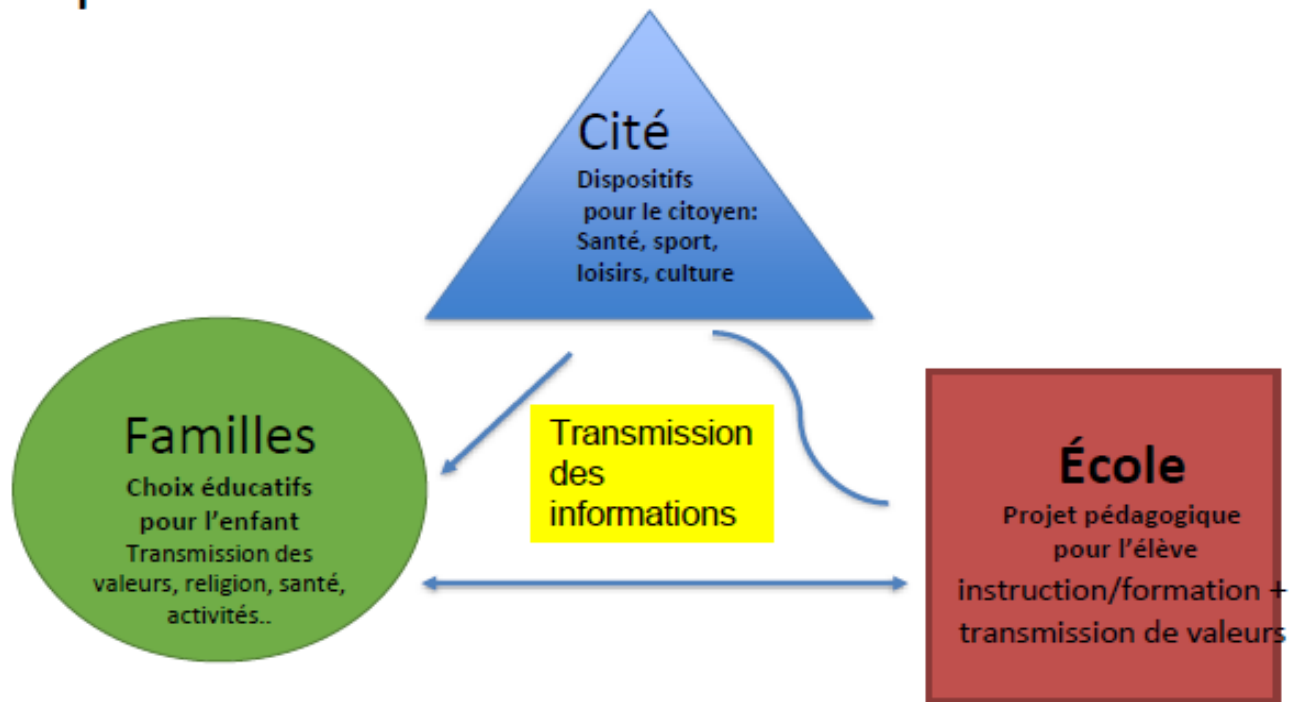 Cité
Dispositifs
pour le citoyen:
Santé, sport,
loisirs, culture
Familles
Choix éducatifs
pour l'enfant
Transmission des
valeurs, religion, santé,
activités..
Transmission
des
informations
École
Projet pédagogique
pour l'élève
instruction/formation +
transmission de valeurs